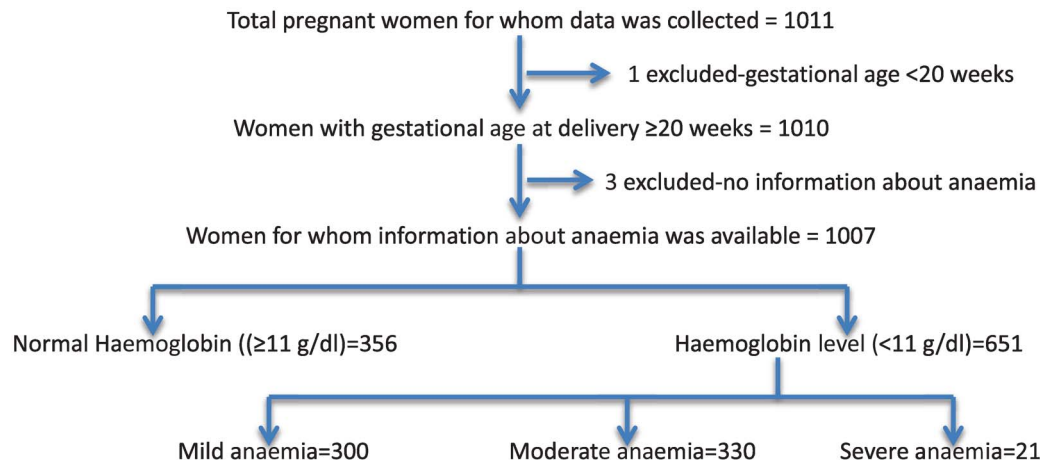 Total pregnant women for whom data was collected = 1011
1 excluded-gestational age <20 weeks
Women with gestational age at delivery ≥20 weeks = 1010
3 excluded-no information about anaemia
Women for whom information about anaemia was available = 1007
Normal Haemoglobin ((≥11 g/dl)=356
Haemoglobin level (<11 g/dl)=651
Mild anaemia=300
Moderate anaemia=330
Severe anaemia=21